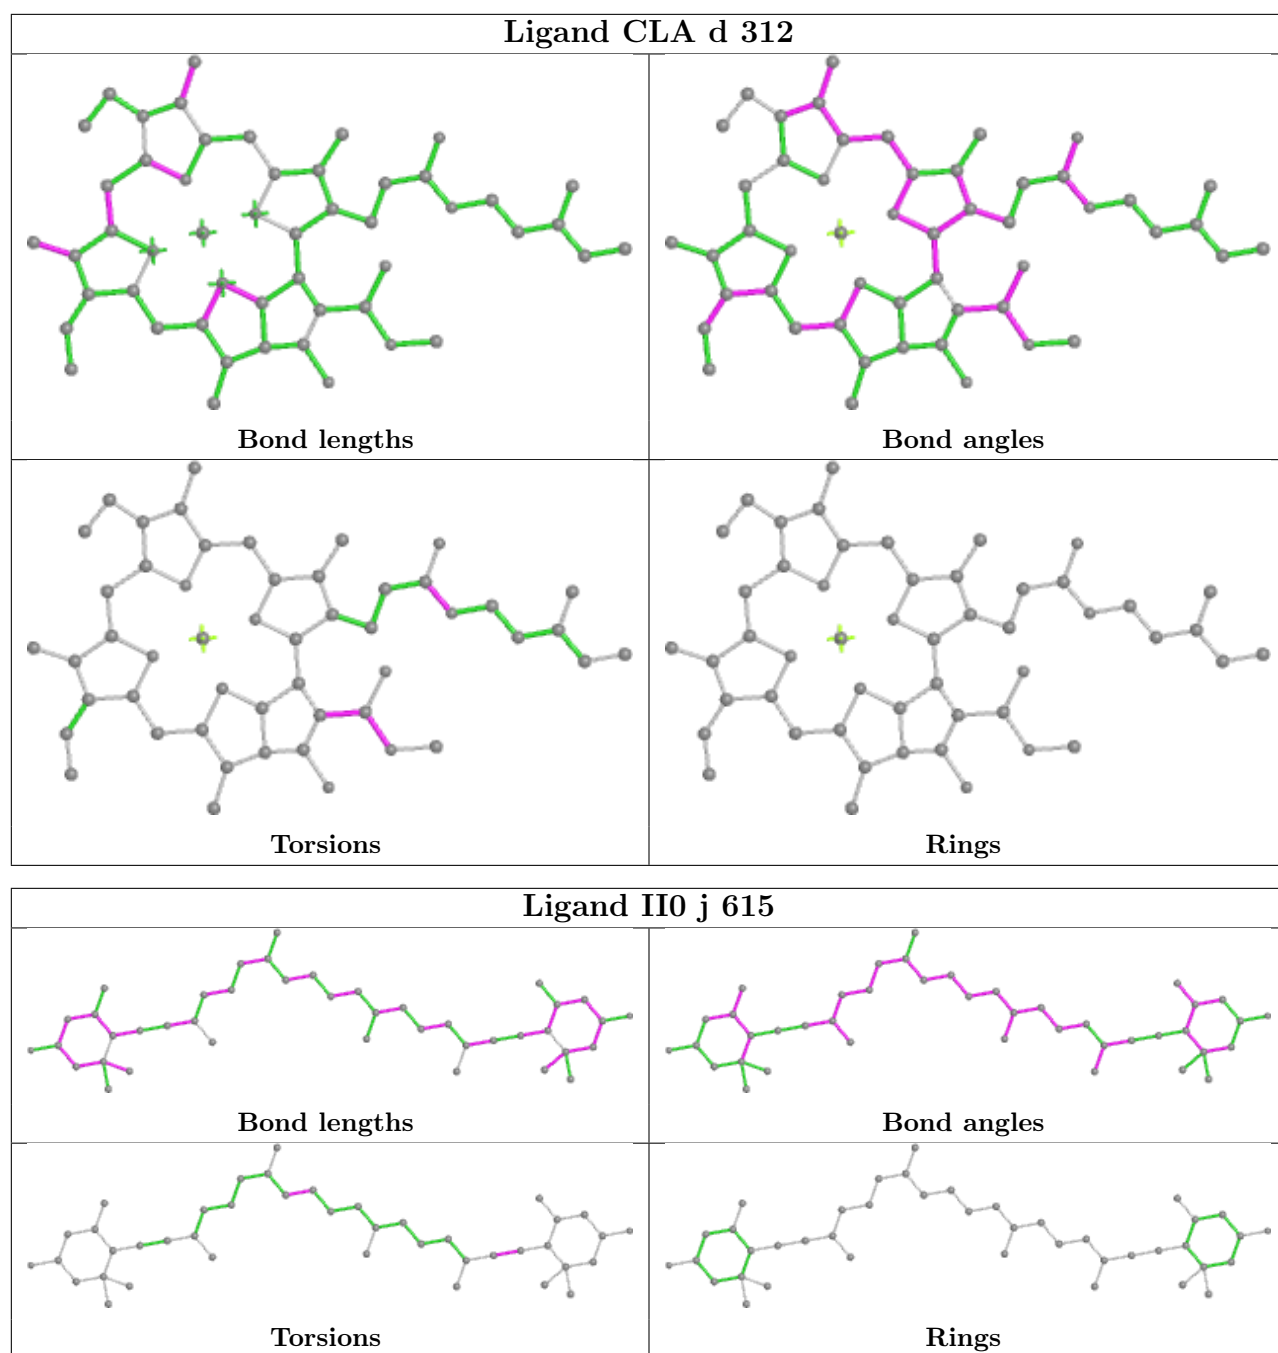 Ligand CLA d 312
Bond lengths
Bond angles
Torsions
Rings
Ligand II0 j 615
Bond lengths
Bond angles
Torsions
Rings